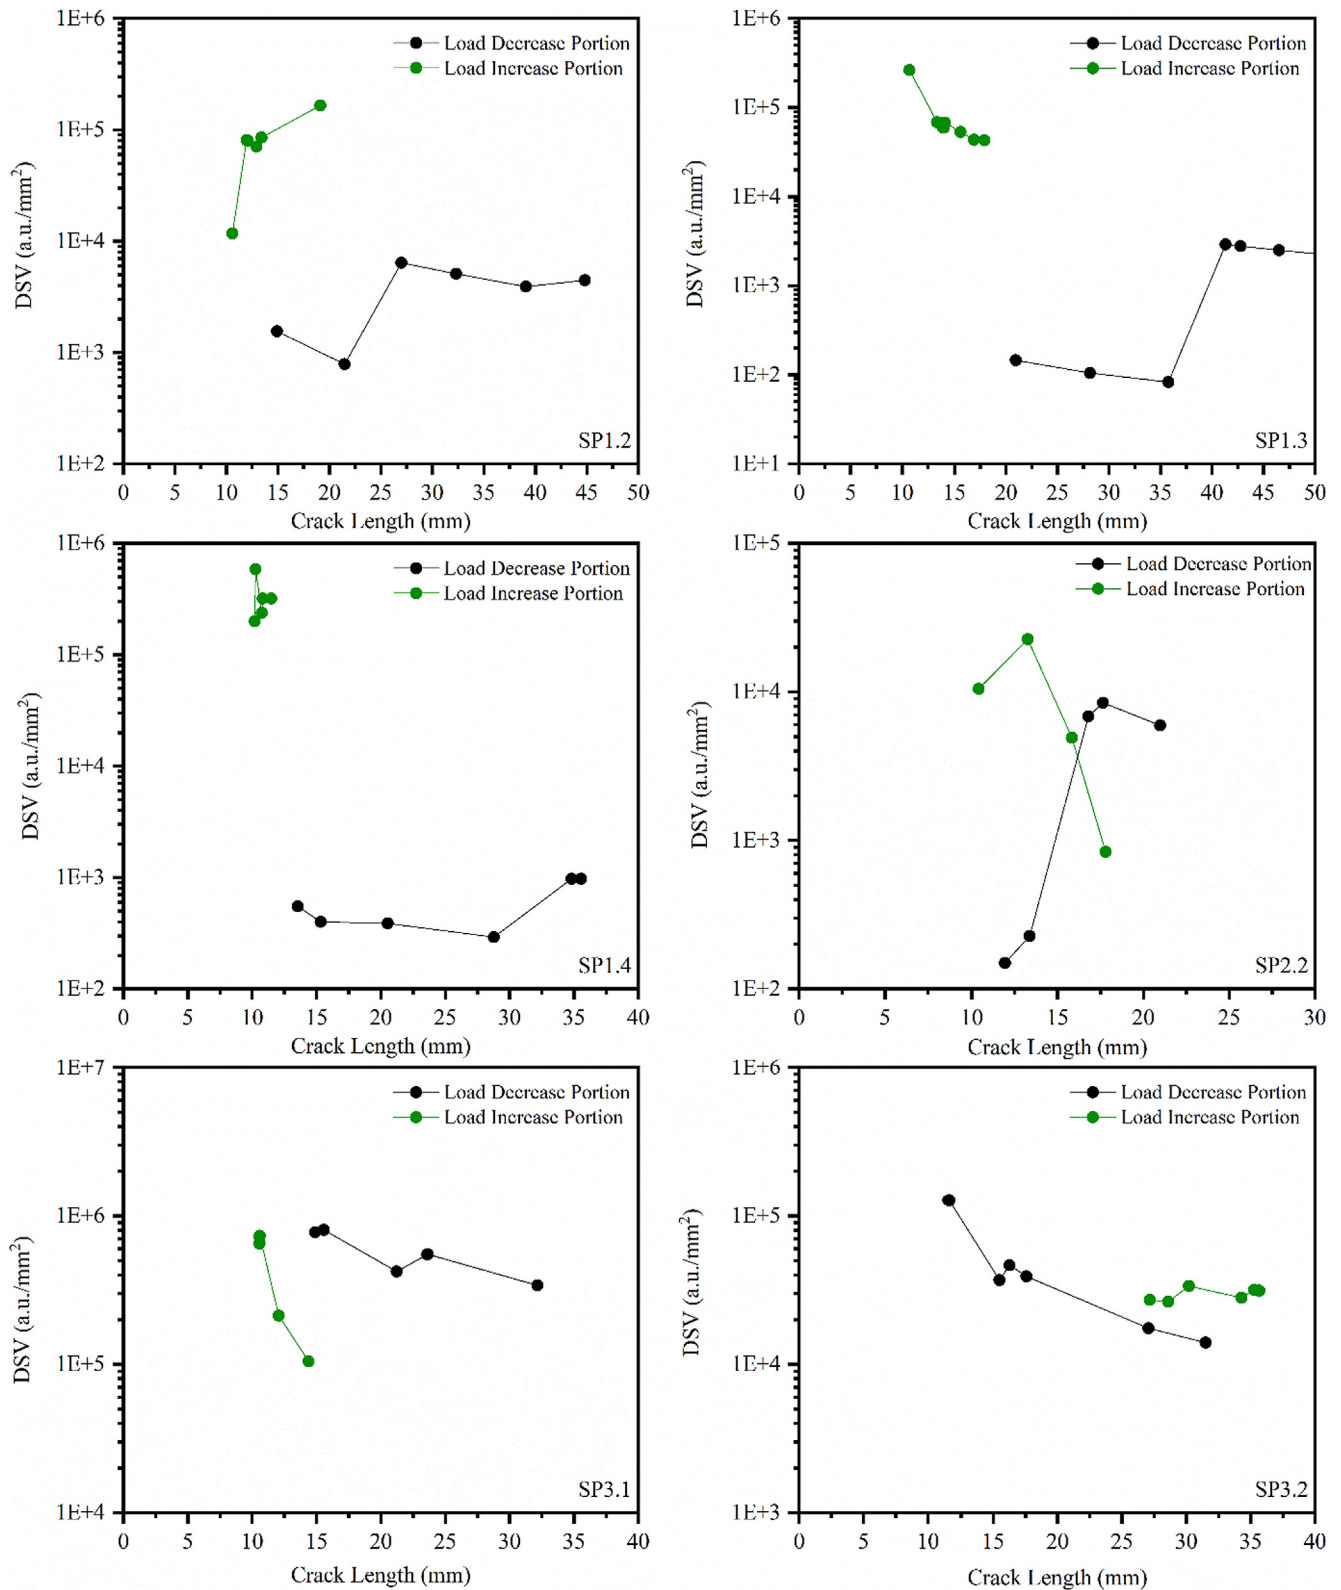 1E+6
1E+5
1E+4
1E+3
1E+2
DSV (a.u./mm²)
Load Decrease Portion
Load Increase Portion
SP1.2
0 5 10 15 20 25 30 35 40 45 50
Crack Length (mm)
1E+6
1E+5
1E+4
1E+3
1E+2
1E+1
DSV (a.u./mm²)
Load Decrease Portion
Load Increase Portion
SP1.3
0 5 10 15 20 25 30 35 40 45 50
Crack Length (mm)
1E+6
1E+5
1E+4
1E+3
1E+2
DSV (a.u./mm²)
Load Decrease Portion
Load Increase Portion
SP1.4
0 5 10 15 20 25 30 35 40
Crack Length (mm)
1E+5
1E+4
1E+3
1E+2
DSV (a.u./mm²)
Load Decrease Portion
Load Increase Portion
SP2.2
0 5 10 15 20 25 30
Crack Length (mm)
1E+7
1E+6
1E+5
1E+4
DSV (a.u./mm²)
Load Decrease Portion
Load Increase Portion
SP3.1
0 5 10 15 20 25 30 35 40
Crack Length (mm)
1E+6
1E+5
1E+4
1E+3
DSV (a.u./mm²)
Load Decrease Portion
Load Increase Portion
SP3.2
0 5 10 15 20 25 30 35 40
Crack Length (mm)